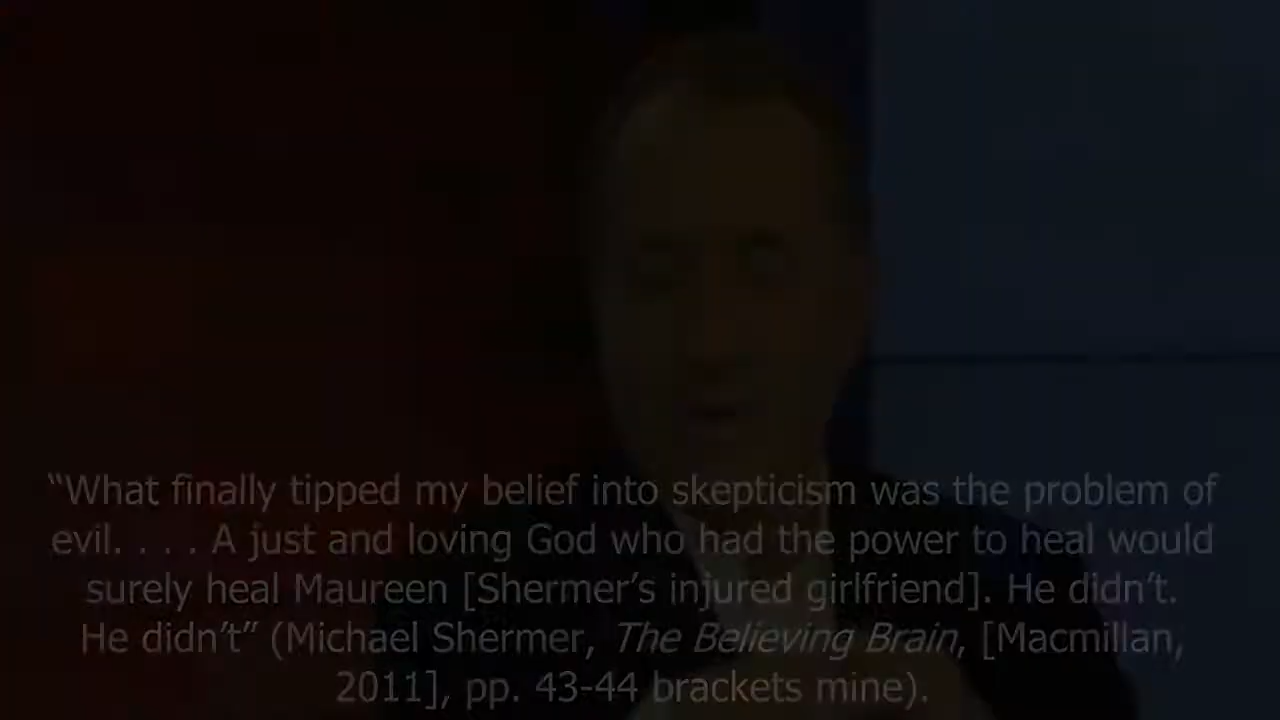 “What finally tipped my belief into skepticism was the problem of
evil. . . . A just and loving God who had the power to heal would
surely heal Maureen [Shermer’s injured girlfriend]. He didn’t.
He didn’t” (Michael Shermer, The Believing Brain, [Macmillan,
2011], pp. 43-44 brackets mine).